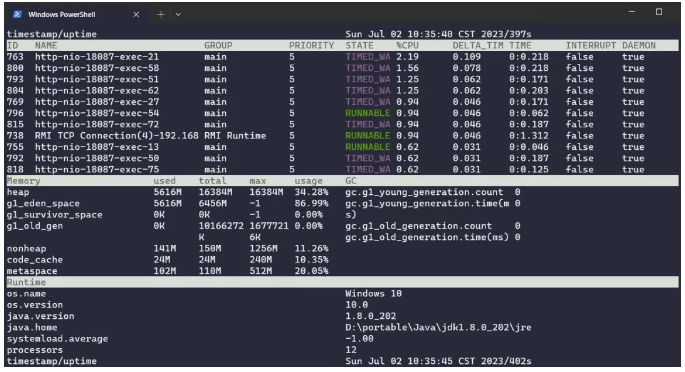 Windows PowerShell
timestamp/uptime Sun Jul 02 10:35:40 CST 2023/397s
ID NAME GROUP PRIORITY STATE %CPU DELTA_TIM TIME INTERRUPT DAEMON
763 http-nio-18087-exec-21 main 5 TIMED_WA 2.19 0.109 0:0.218 false true
800 http-nio-18087-exec-58 main 5 TIMED_WA 1.56 0.078 0:0.218 false true
793 http-nio-18087-exec-51 main 5 TIMED_WA 1.25 0.062 0:0.171 false true
804 http-nio-18087-exec-62 main 5 TIMED_WA 1.25 0.062 0:0.203 false true
769 http-nio-18087-exec-27 main 5 TIMED_WA 0.94 0.046 0:0.171 false true
796 http-nio-18087-exec-54 main 5 RUNNABLE 0.94 0.046 0:0.062 false true
815 http-nio-18087-exec-72 main 5 TIMED_WA 0.94 0.046 0:0.187 false true
738 RMI TCP Connection(4)-192.168 RMI Runtime 5 RUNNABLE 0.94 0.046 0:1.312 false true
755 http-nio-18087-exec-13 main 5 RUNNABLE 0.62 0.031 0:0.046 false true
792 http-nio-18087-exec-50 main 5 TIMED_WA 0.62 0.031 0:0.187 false true
818 http-nio-18087-exec-75 main 5 TIMED_WA 0.62 0.031 0:0.125 false true
Memory used total max usage GC
heap 5616M 16384M 16384M 34.28% gc.g1_young_generation.count 0
g1_eden_space 5616M 6456M -1 86.99% gc.g1_young_generation.time(m 0
g1_survivor_space 0K 0K -1 0.00% s)
g1_old_gen 0K 10166272 1677721 0.00% gc.g1_old_generation.count 0
K 6K gc.g1_old_generation.time(ms) 0
nonheap 141M 150M 1256M 11.26%
code_cache 24M 24M 240M 10.35%
metaspace 102M 110M 512M 20.05%
Runtime
os.name Windows 10
os.version 10.0
java.version 1.8.0_202
java.home D:\portable\Java\jdk1.8.0_202\jre
systemload.average -1.00
processors 12
timestamp/uptime Sun Jul 02 10:35:45 CST 2023/402s